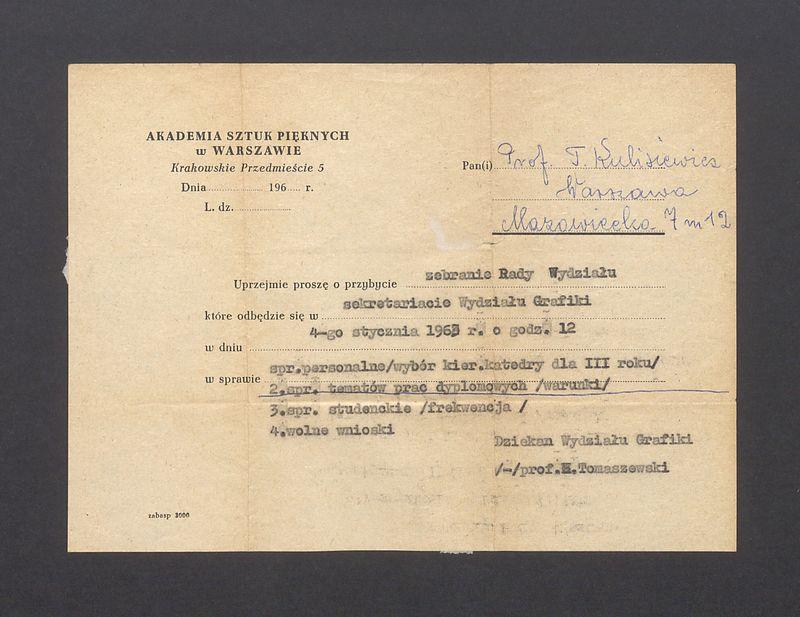 AKADEMIA SZTUK PIĘKNYCH
w WARSZAWIE
Krakowskie Przedmieście 5
Dnia 196 r.
L. dz.
Pan(i) Prof. T. Kulisiewicz
Warszawa
Mazowiecka 7 m 12
Uprzejmie proszę o przybycie zebranie Rady Wydziału
które odbędzie się w sekretariacie Wydziału Grafiki
w dniu 4-go stycznia 1963 r. o godz. 12
w sprawie spr.personalne/wybór kier.katedry dla III roku/
2.spr. tematów prac dyplomowych /warunki/
3.spr. studenckie /frekwencja /
4.wolne wnioski
Dziekan Wydziału Grafiki
/-/prof.H.Tomaszewski
zabasp 3000